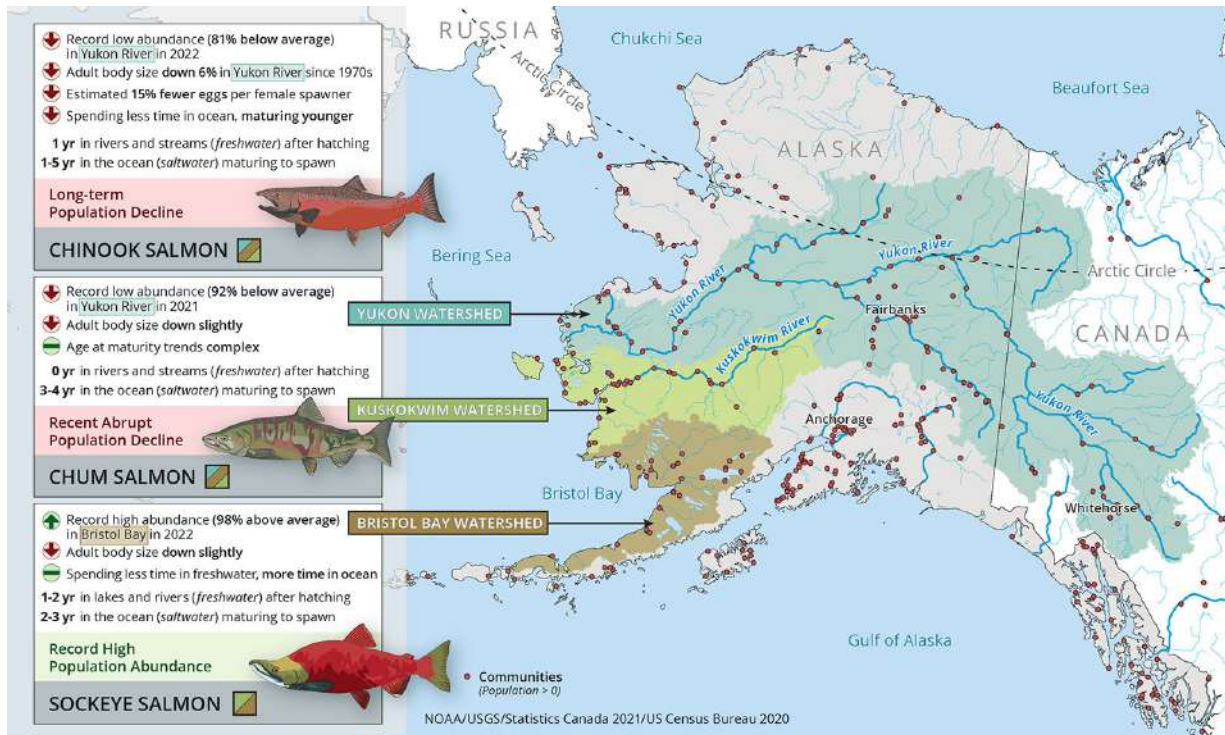 Record low abundance (81% below average)
in Yukon River in 2022
Adult body size down 6% in Yukon River since 1970s
Estimated 15% fewer eggs per female spawner
Spending less time in ocean, maturing younger
1 yr in rivers and streams (freshwater) after hatching
1-5 yr in the ocean (saltwater) maturing to spawn
Long-term
Population Decline
CHINOOK SALMON
Record low abundance (92% below average)
in Yukon River in 2021
Adult body size down slightly
Age at maturity trends complex
0 yr in rivers and streams (freshwater) after hatching
3-4 yr in the ocean (saltwater) maturing to spawn
Recent Abrupt
Population Decline
CHUM SALMON
Record high abundance (98% above average)
in Bristol Bay in 2022
Adult body size down slightly
Spending less time in freshwater, more time in ocean
1-2 yr in lakes and rivers (freshwater) after hatching
2-3 yr in the ocean (saltwater) maturing to spawn
Record High
Population Abundance
SOCKEYE SALMON
RUSSIA
Chukchi Sea
Arctic Circle
Beaufort Sea
ALASKA
Bering Sea
Yukon River
Yukon River
Arctic Circle
YUKON WATERSHED
Fairbanks
CANADA
Kuskokwim River
KUSKOKWIM WATERSHED
Yukon River
Anchorage
Bristol Bay
BRISTOL BAY WATERSHED
Whitehorse
Gulf of Alaska
Communities
(Population > 0)
NOAA/USGS/Statistics Canada 2021/US Census Bureau 2020